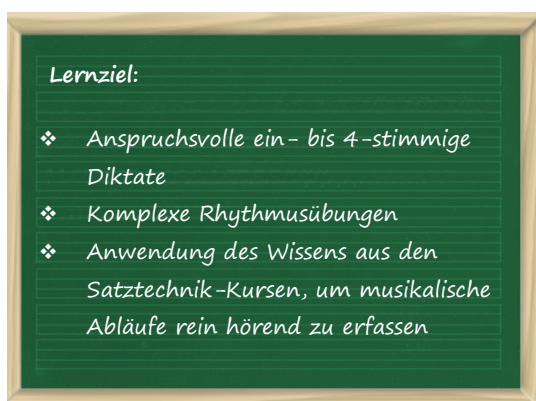 Lernziel:
❖ Anspruchsvolle ein- bis 4-stimmige
Diktate
❖ Komplexe Rhythmusübungen
❖ Anwendung des Wissens aus den
Satztechnik-Kursen, um musikalische
Abläufe rein hörend zu erfassen